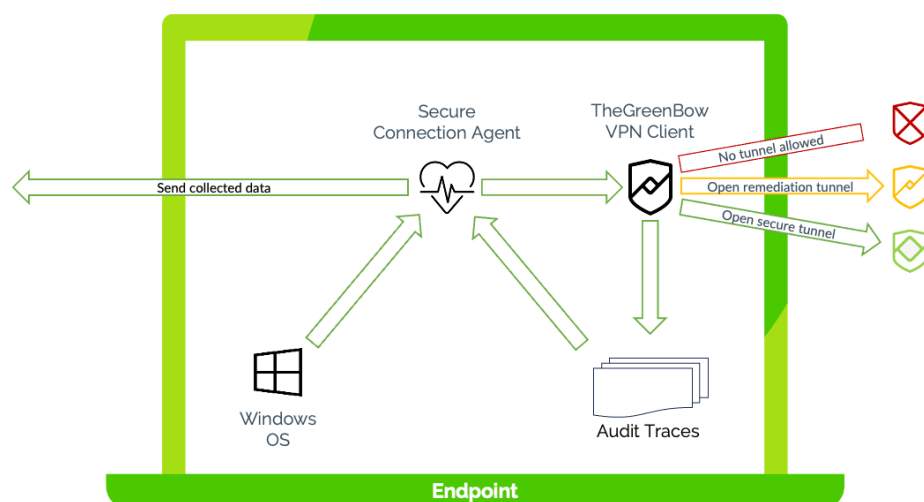 Secure
Connection Agent
TheGreenBow
VPN Client
No tunnel allowed
Send collected data
Open remediation tunnel
Open secure tunnel
Windows
OS
Audit Traces
Endpoint